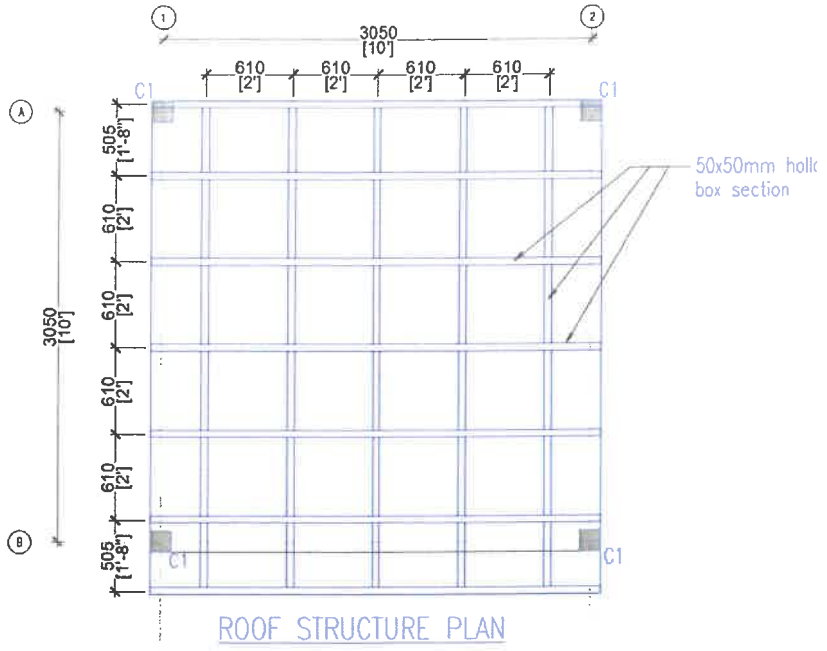 1
2
3050
[10']
610
[2']
610
[2']
610
[2']
610
[2']
C1
C1
A
505
[1'-8"]
50x50mm hollo
box section
610
[2']
610
[2']
3050
[10']
610
[2']
610
[2']
B
505
[1'-8"]
C1
C1
ROOF STRUCTURE PLAN